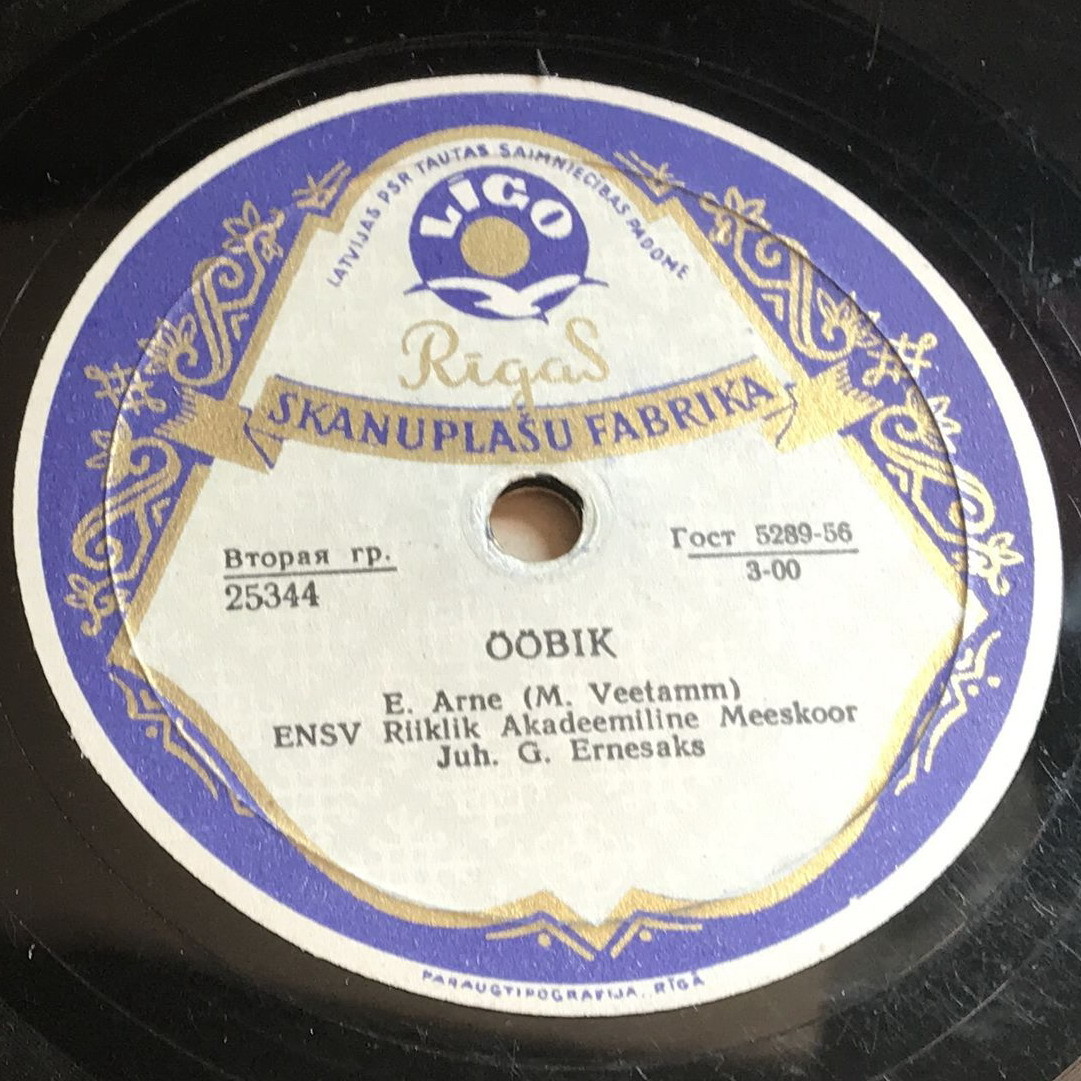 LATVIJAS PSR TAUTAS SAIMNIECĪBAS PADOME
LĪGO
Rīgas
SKAŅUPLAŠU FABRIKA
Вторая гр.
25344
Гост 5289-56
3-00
ÖÖBIK
E. Arne (M. Veetamm)
ENSV Riiklik Akadeemiline Meeskoor
Juh. G. Ernesaks
PARAUGTIPOGRAFIJA, RĪGĀ